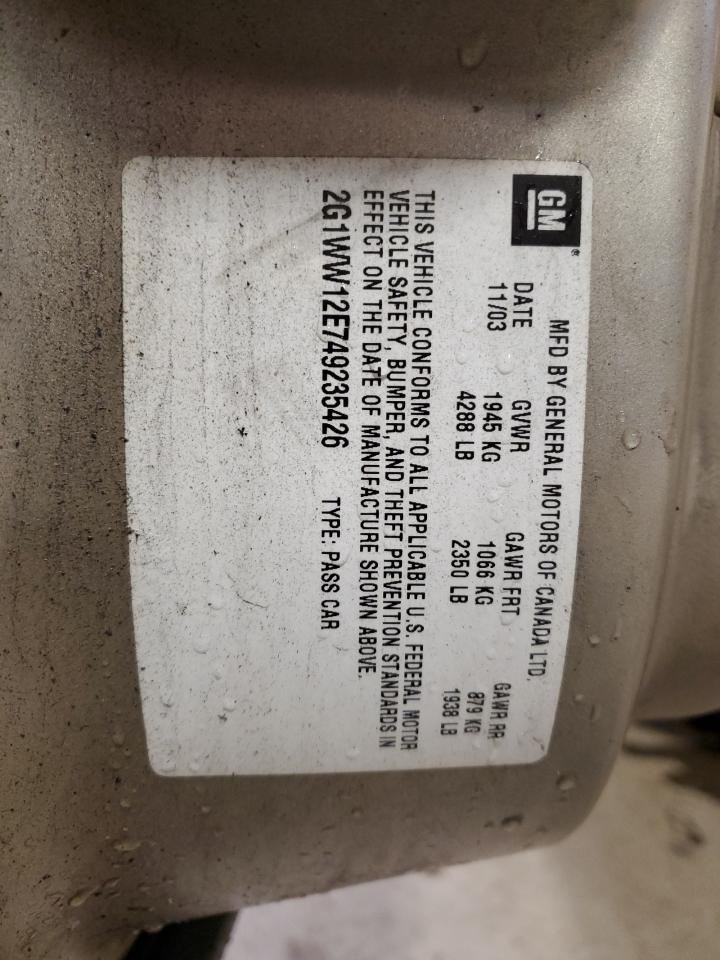 GM
MFD BY GENERAL MOTORS OF CANADA LTD.
DATE GVWR GAWR FRT GAWR RR
11/03 1945 KG 1066 KG 879 KG
4288 LB 2350 LB 1938 LB
THIS VEHICLE CONFORMS TO ALL APPLICABLE U.S. FEDERAL MOTOR
VEHICLE SAFETY, BUMPER, AND THEFT PREVENTION STANDARDS IN
EFFECT ON THE DATE OF MANUFACTURE SHOWN ABOVE.
2G1WW12E749235426 TYPE: PASS CAR